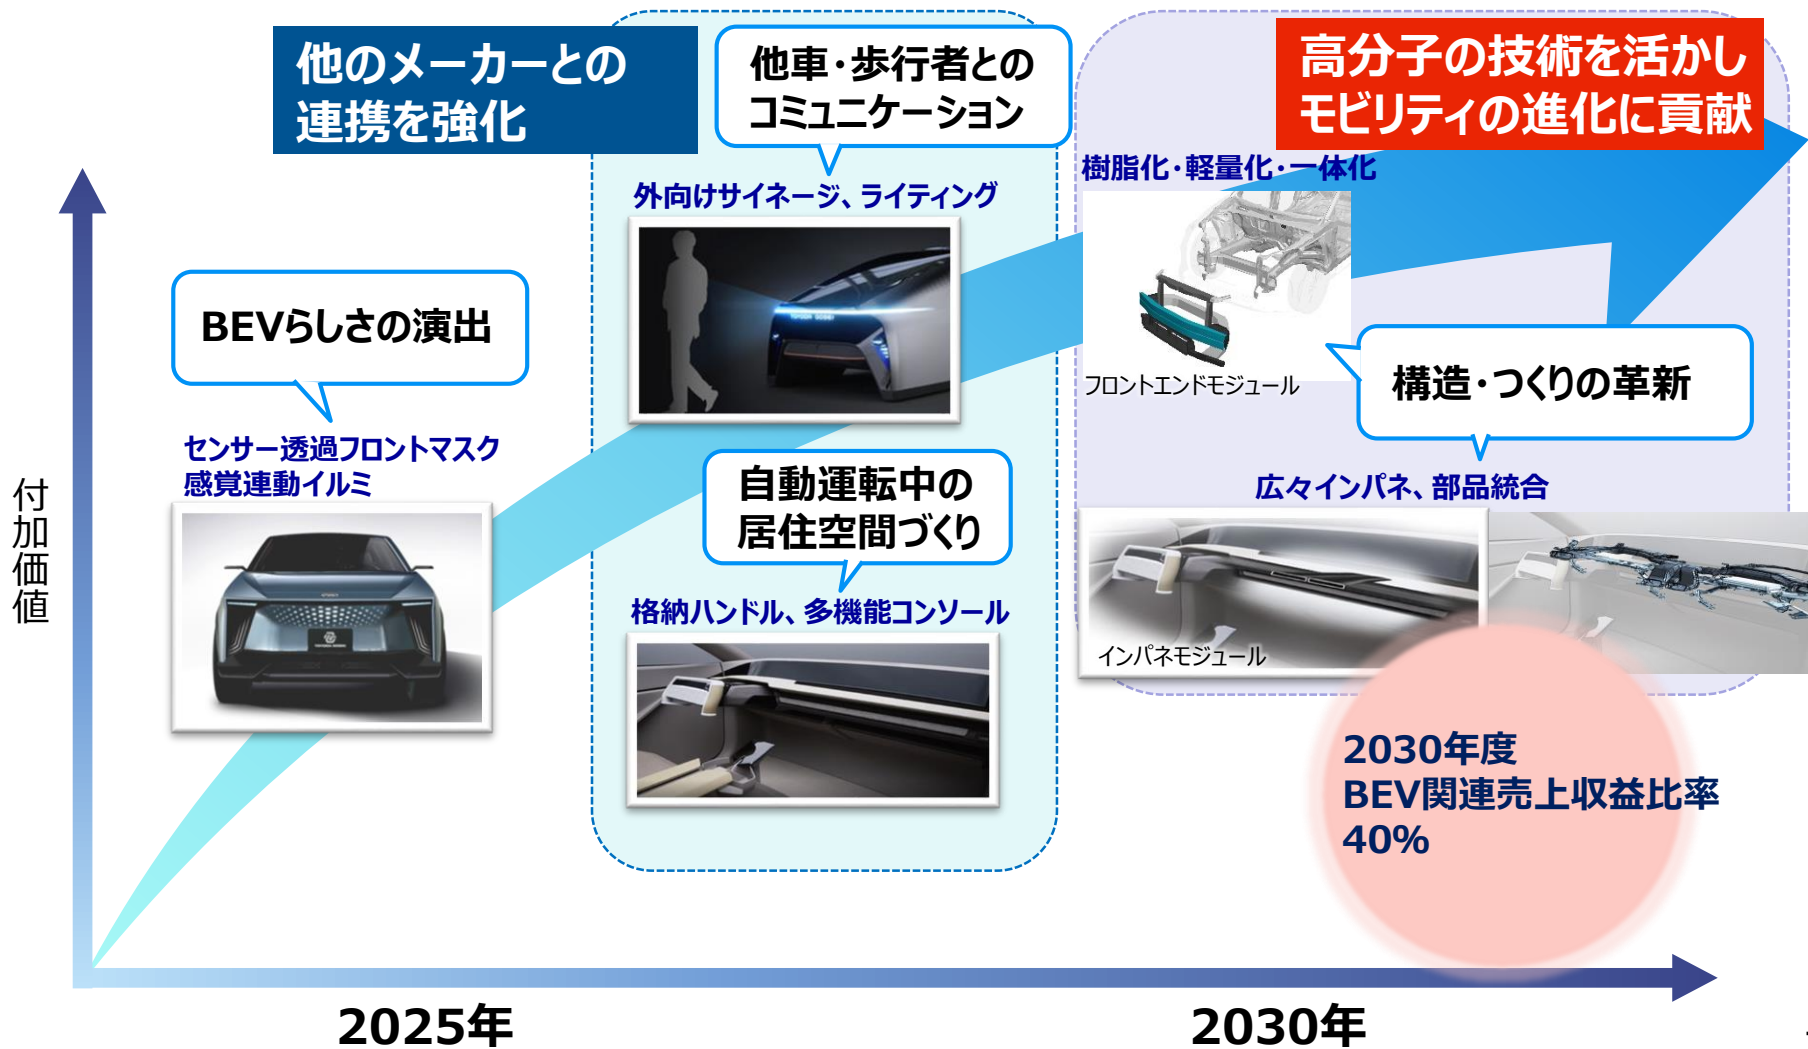 他のメーカーとの
連携を強化
他車・歩行者との
コミュニケーション
高分子の技術を活かし
モビリティの進化に貢献
樹脂化・軽量化・一体化
外向けサイネージ、ライティング
TOYODA GOSEI
BEVらしさの演出
フロントエンドモジュール
構造・つくりの革新
センサー透過フロントマスク
感覚連動イルミ
自動運転中の
居住空間づくり
広々インパネ、部品統合
付加価値
格納ハンドル、多機能コンソール
インパネモジュール
2030年度
BEV関連売上収益比率
40%
2025年
2030年